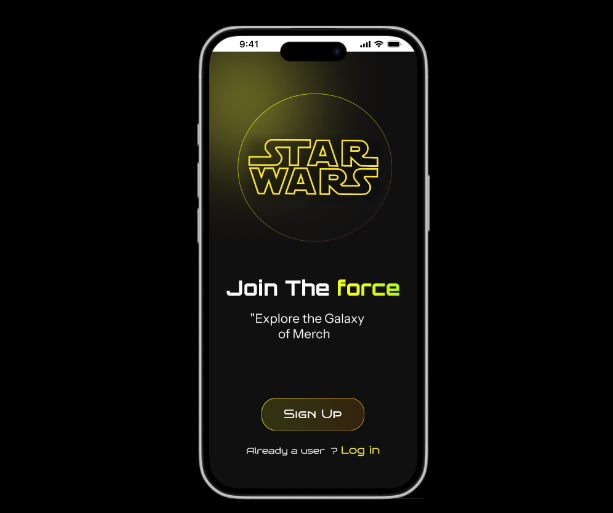 9:41
STAR
WARS
Join The force
"Explore the Galaxy
of Merch
Sign Up
Already a user ? Log in